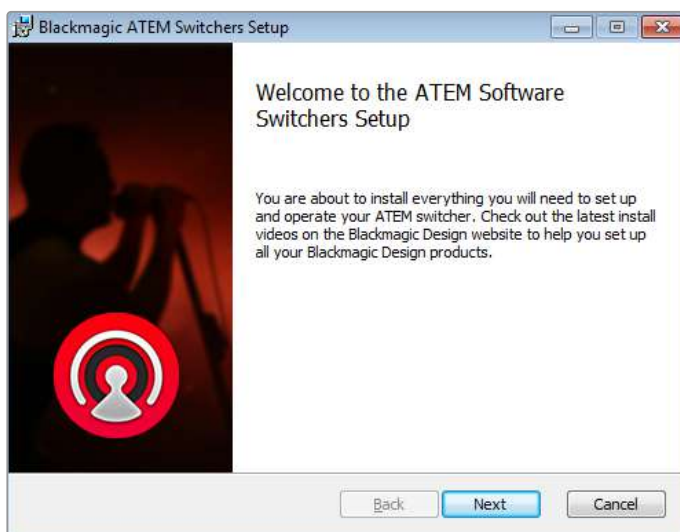 Blackmagic ATEM Switchers Setup
Welcome to the ATEM Software
Switchers Setup
You are about to install everything you will need to set up
and operate your ATEM switcher. Check out the latest install
videos on the Blackmagic Design website to help you set up
all your Blackmagic Design products.
Back
Next
Cancel